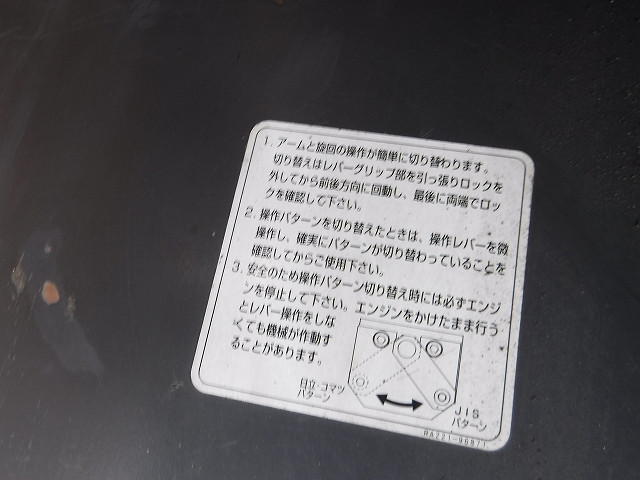 1. アームと旋回の操作が簡単に切り替わります。
切り替えはレバーグリップ部を引っ張りロックを
外してから前後方向に回動し、最後に両端でロッ
クを確認して下さい。
2. 操作パターンを切り替えたときは、操作レバーを微
操作し、確実にパターンが切り替わっていることを
確認してからご使用下さい。
3. 安全のため操作パターン切り替え時には必ずエンジ
ンを停止して下さい。エンジンをかけたまま行う
とレバー操作をしな
くても機械が作動す
ることがあります。
日立・コマツ
パターン
JIS
パターン
RA221-96871